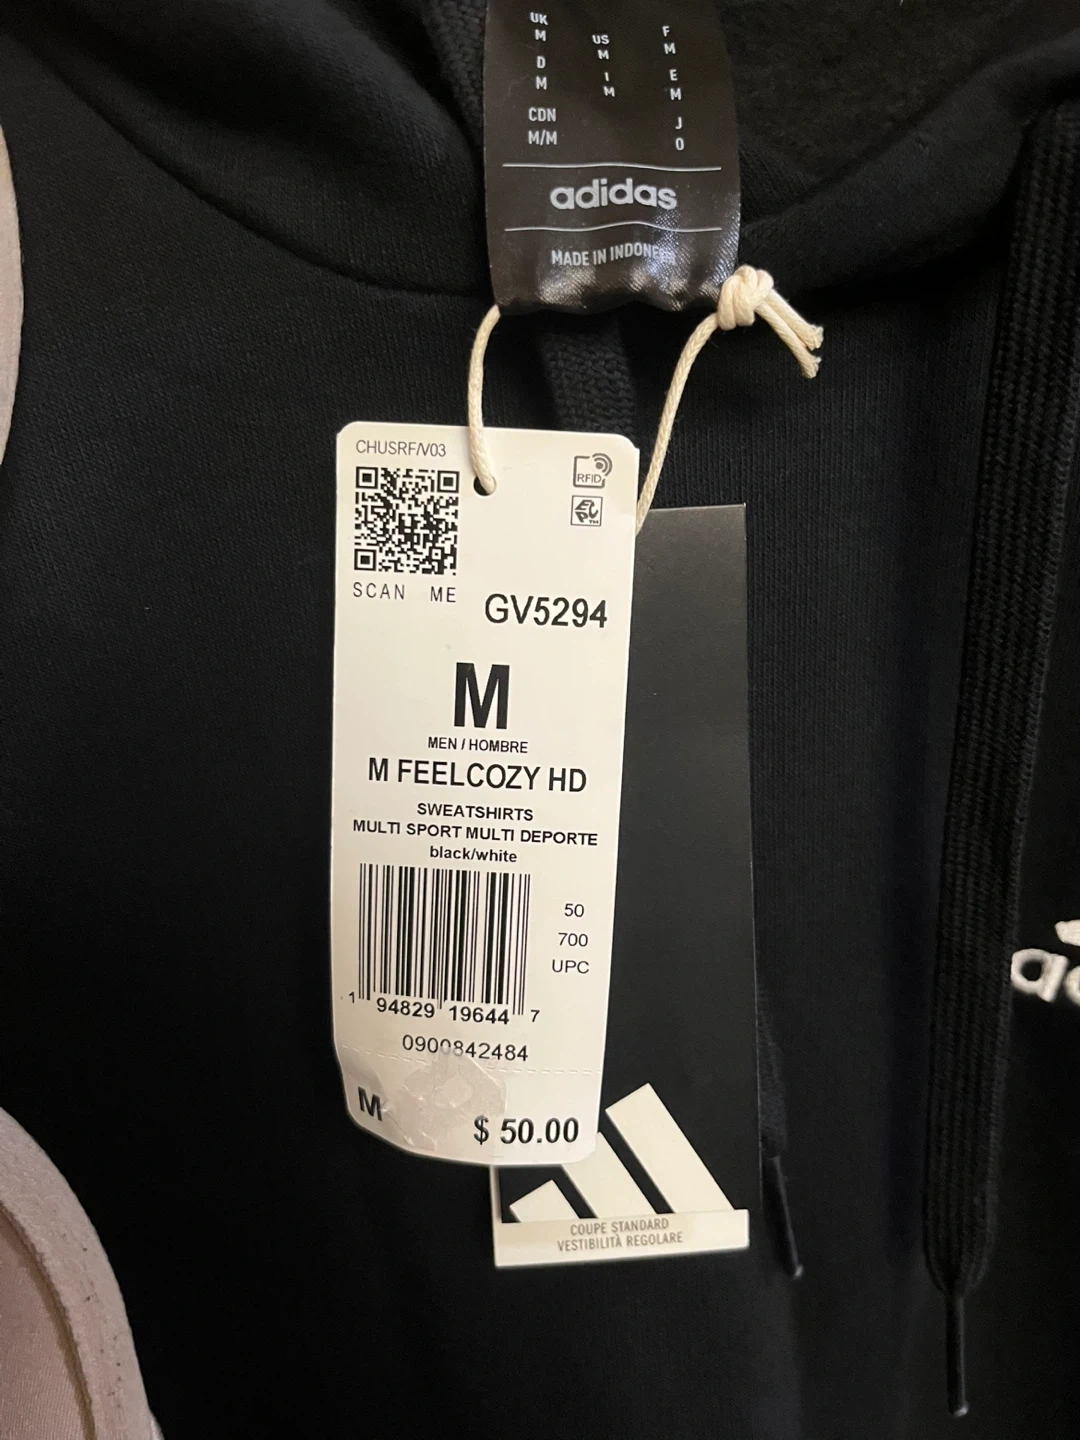 UK US F
M M M
D I E
M M M
CDN J
M/M O
adidas
MADE IN
CHUSRF/V03
RFID
SCAN ME
GV5294
M
MEN / HOMBRE
M FEELCOZY HD
SWEATSHIRTS
MULTI SPORT MULTI DEPORTE
black/white
50
700
UPC
1 94829 19644 7
0900842484
M
$ 50.00
COUPE STANDARD
VESTIBILITÀ REGOLARE